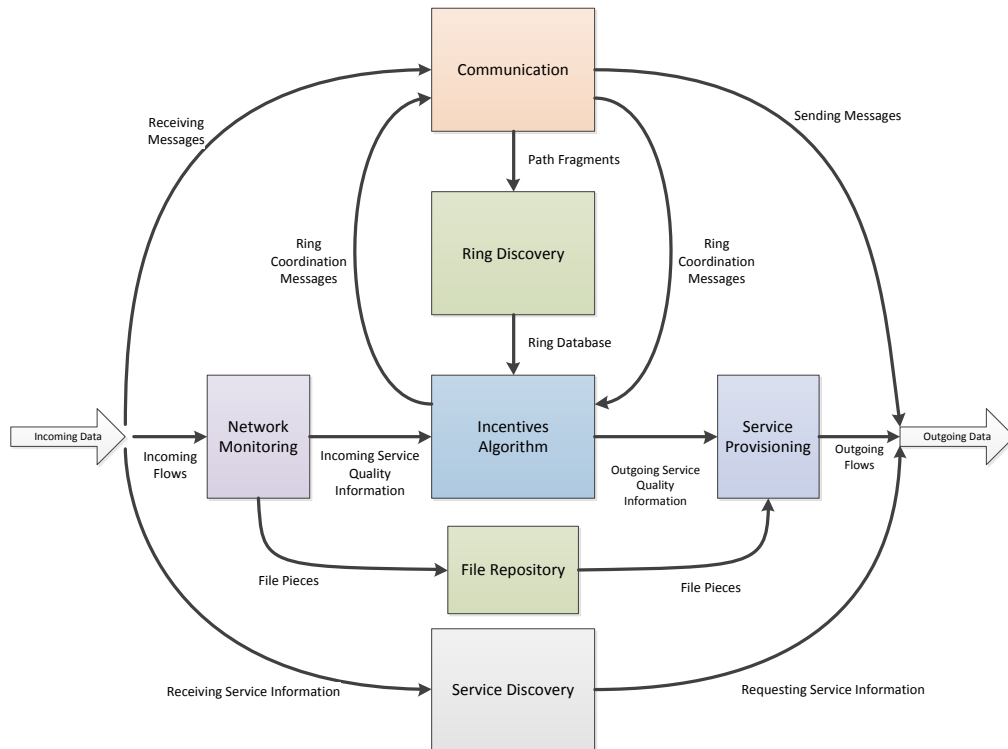 Communication
Receiving
Messages
Sending Messages
Path Fragments
Ring
Coordination
Messages
Ring Discovery
Ring
Coordination
Messages
Ring Database
Incoming Data
Network
Monitoring
Incentives
Algorithm
Service
Provisioning
Outgoing Data
Incoming
Flows
Incoming Service
Quality
Information
Outgoing Service
Quality
Information
Outgoing
Flows
File Pieces
File Repository
File Pieces
Receiving Service Information
Service Discovery
Requesting Service Information